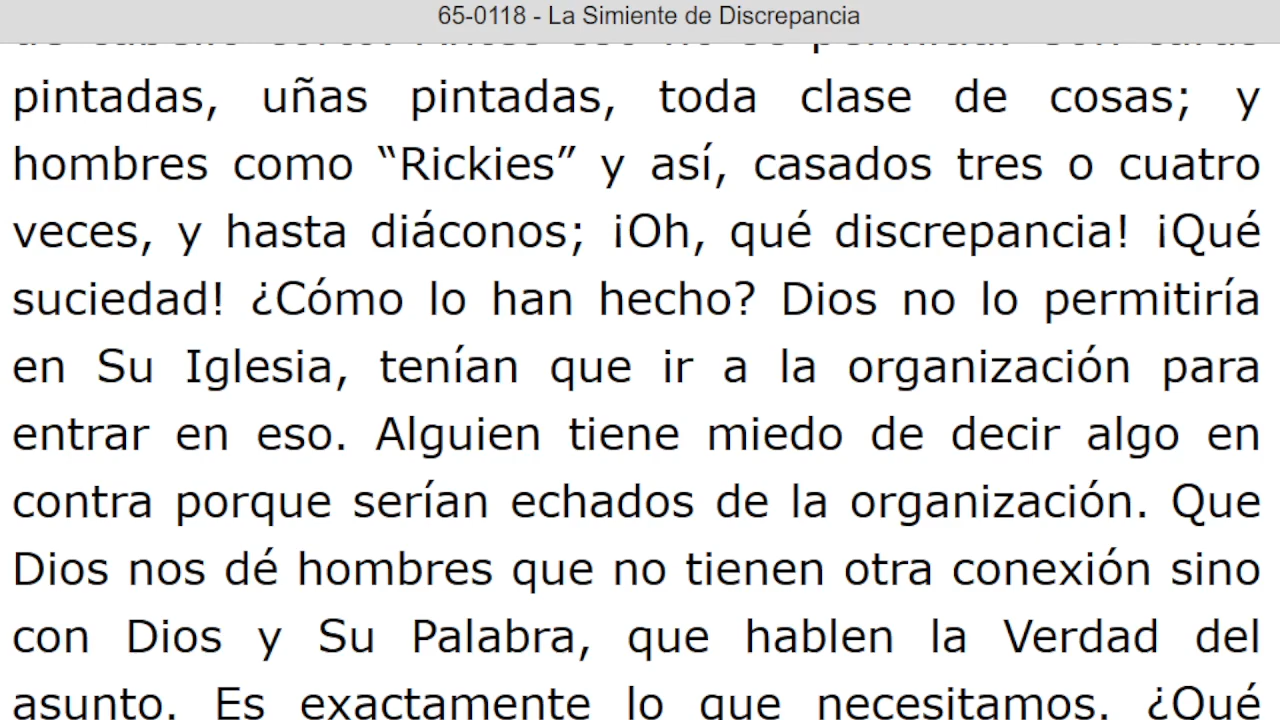 65-0118 - La Simiente de Discrepancia
pintadas, uñas pintadas, toda clase de cosas; y
hombres como “Rickies” y así, casados tres o cuatro
veces, y hasta diáconos; ¡Oh, qué discrepancia! ¡Qué
suciedad! ¿Cómo lo han hecho? Dios no lo permitiría
en Su Iglesia, tenían que ir a la organización para
entrar en eso. Alguien tiene miedo de decir algo en
contra porque serían echados de la organización. Que
Dios nos dé hombres que no tienen otra conexión sino
con Dios y Su Palabra, que hablen la Verdad del
asunto. Es exactamente lo que necesitamos. ¿Qué